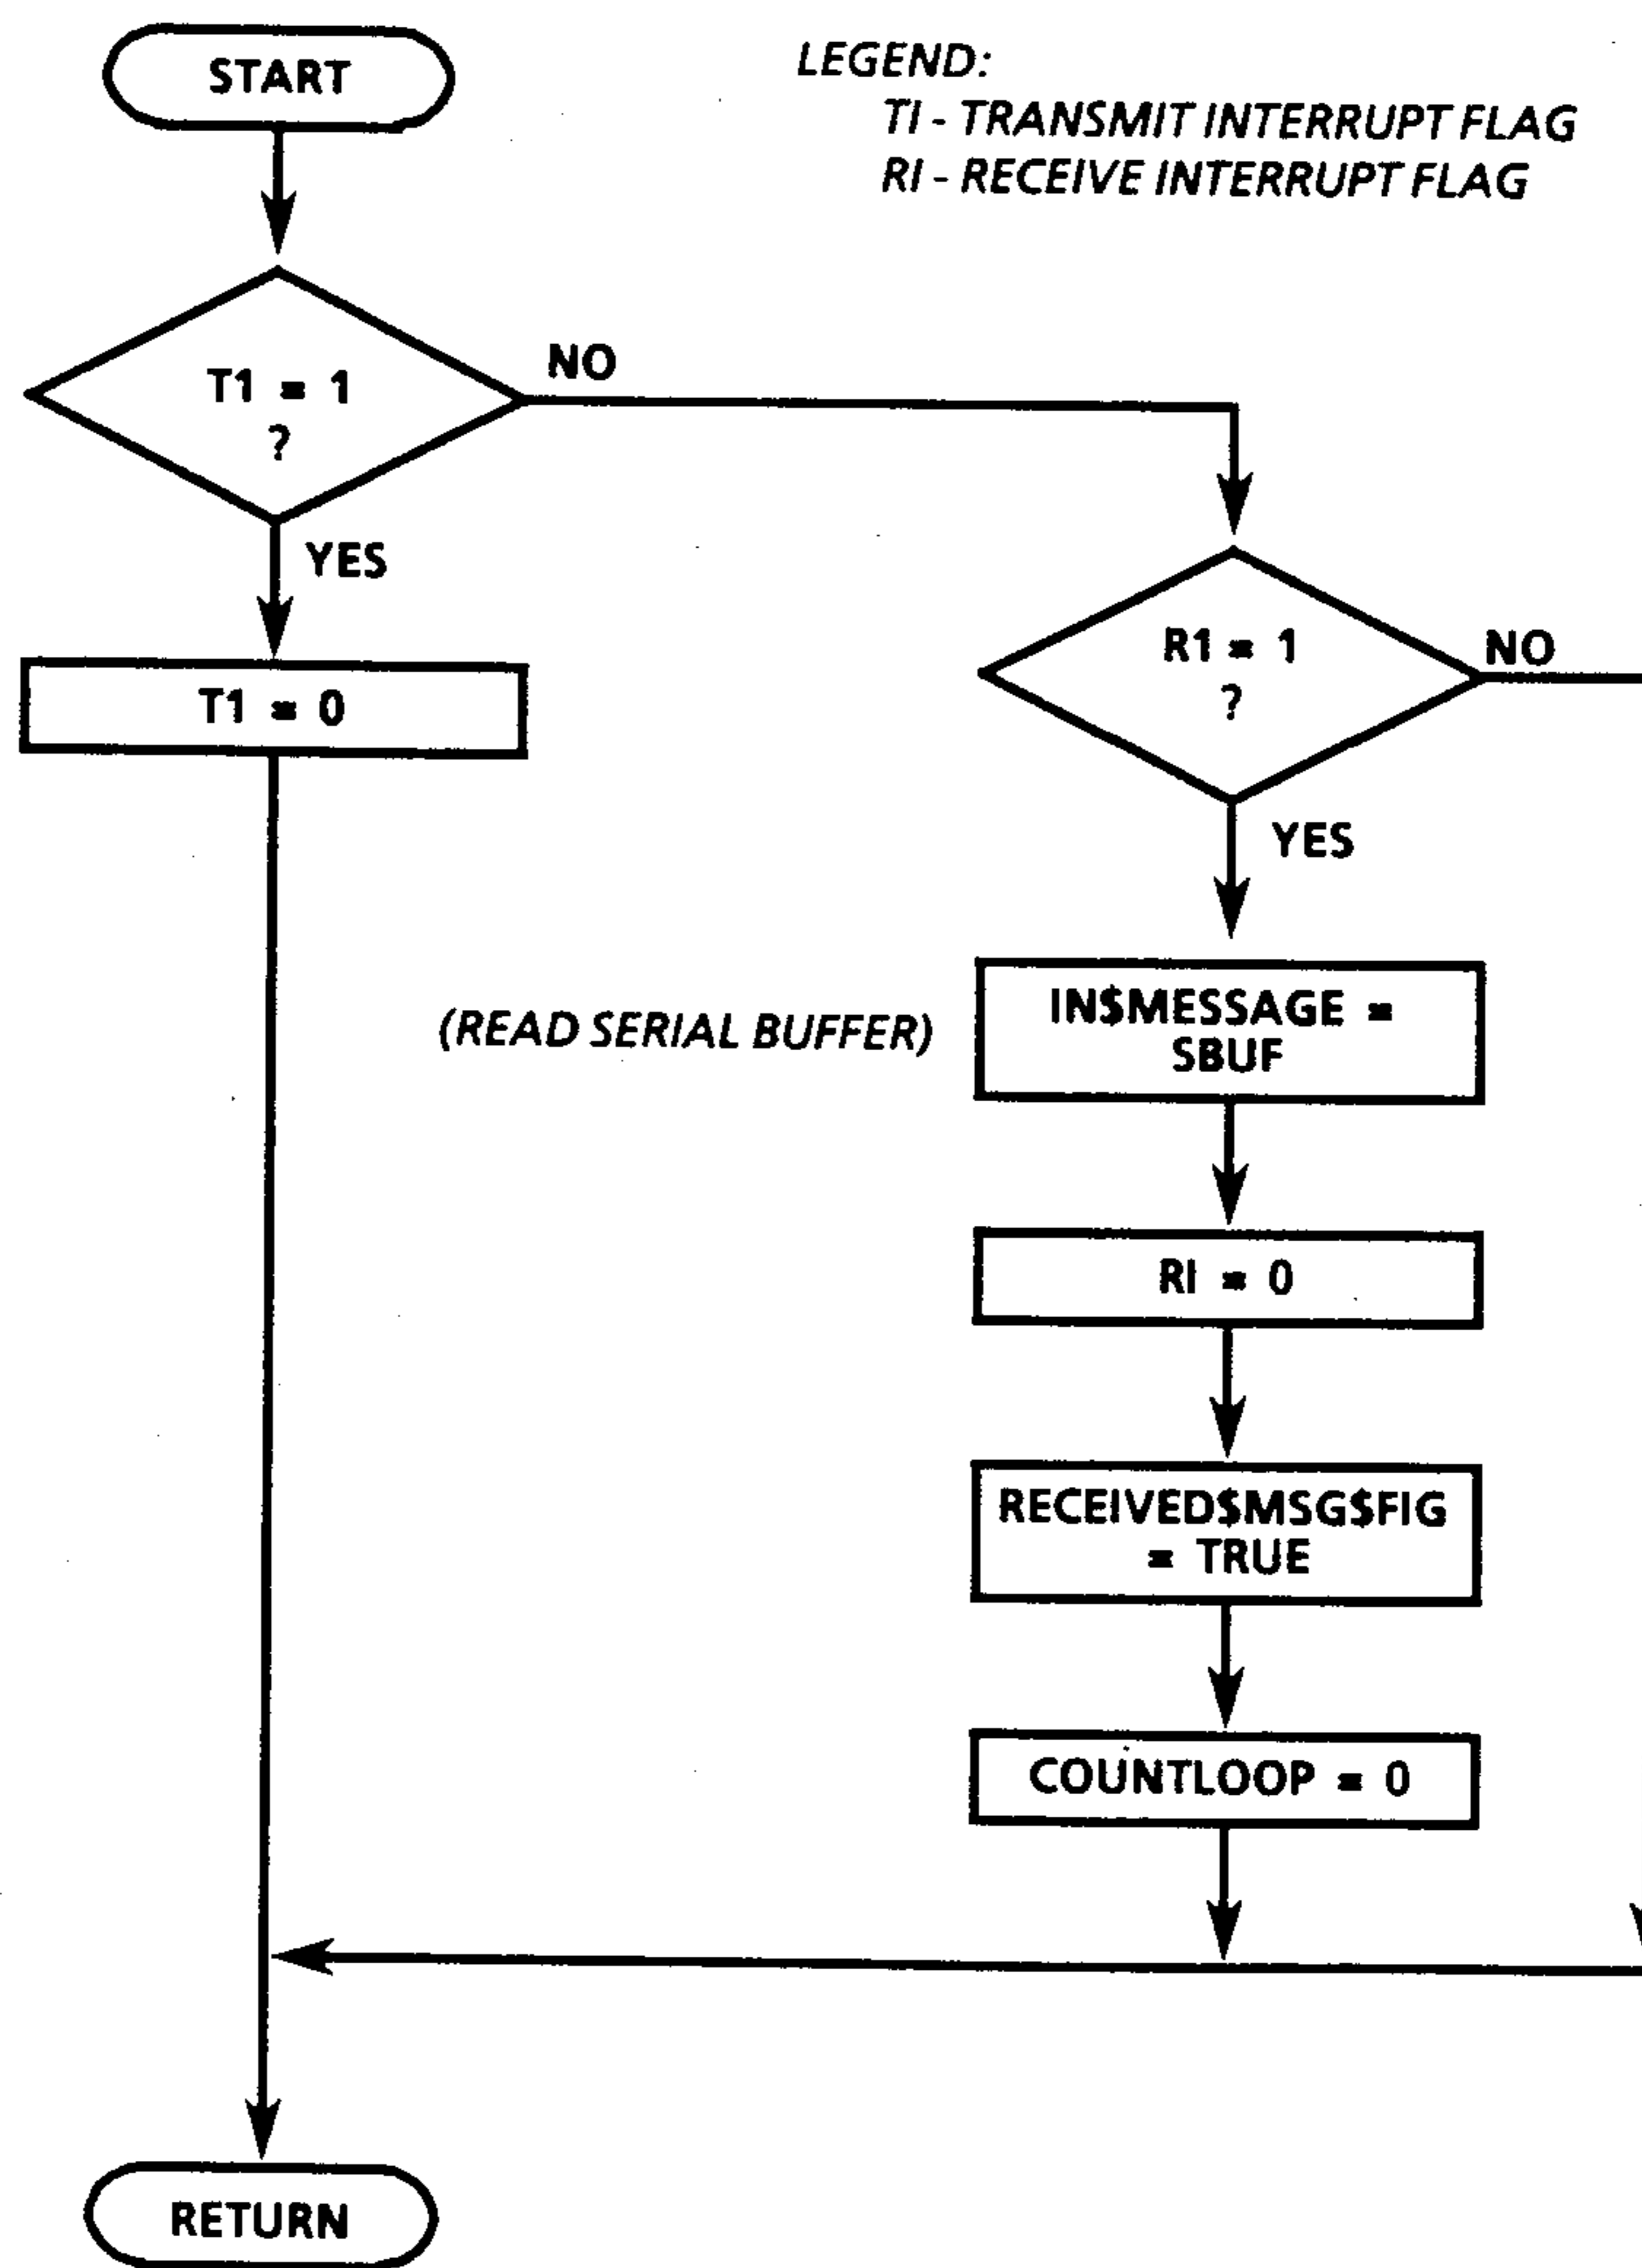 START
LEGEND:
TI - TRANSMIT INTERRUPT FLAG
RI - RECEIVE INTERRUPT FLAG
T1 = 1
?
NO
YES
T1 = 0
R1 = 1
?
NO
YES
(READ SERIAL BUFFER)
IN$MESSAGE =
SBUF
RI = 0
RECEIVED$MSG$FIG
= TRUE
COUNTLOOP = 0
RETURN